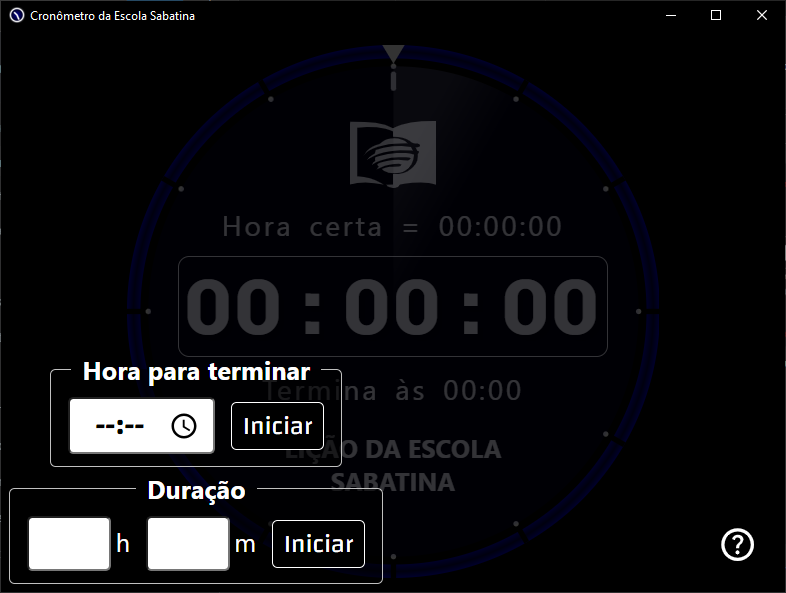 Cronômetro da Escola Sabatina
Hora certa = 00:00:00
00:00:00
Hora para terminar
Termina às 00:00
--:--
Iniciar
LIÇÃO DA ESCOLA
SABATINA
Duração
h
m
Iniciar
?